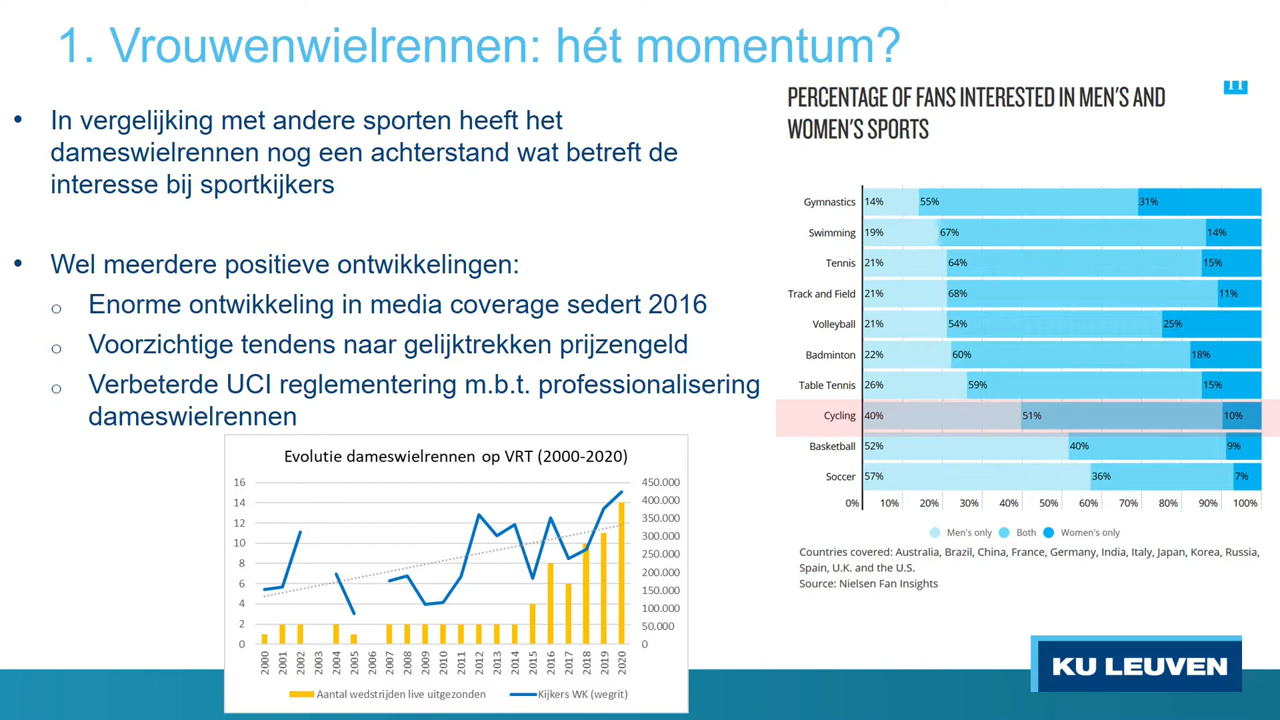 1. Vrouwenwielrennen: hét momentum?
• In vergelijking met andere sporten heeft het
dameswielrennen nog een achterstand wat betreft de
interesse bij sportkijkers
• Wel meerdere positieve ontwikkelingen:
o Enorme ontwikkeling in media coverage sedert 2016
o Voorzichtige tendens naar gelijktrekken prijzengeld
o Verbeterde UCI reglementering m.b.t. professionalisering
dameswielrennen
Evolutie dameswielrennen op VRT (2000-2020)
16 450.000
14 400.000
12 350.000
10 300.000
8 250.000
6 200.000
4 150.000
2 100.000
0 50.000
0
2000 2001 2002 2003 2004 2005 2006 2007 2008 2009 2010 2011 2012 2013 2014 2015 2016 2017 2018 2019 2020
Aantal wedstrijden live uitgezonden Kijkers WK (wegrit)
PERCENTAGE OF FANS INTERESTED IN MEN'S AND
WOMEN'S SPORTS
Gymnastics 14% 55% 31%
Swimming 19% 67% 14%
Tennis 21% 64% 15%
Track and Field 21% 68% 11%
Volleyball 21% 54% 25%
Badminton 22% 60% 18%
Table Tennis 26% 59% 15%
Cycling 40% 51% 10%
Basketball 52% 40% 9%
Soccer 57% 36% 7%
0% 10% 20% 30% 40% 50% 60% 70% 80% 90% 100%
Men's only Both Women's only
Countries covered: Australia, Brazil, China, France, Germany, India, Italy, Japan, Korea, Russia,
Spain, U.K. and the U.S.
Source: Nielsen Fan Insights
KU LEUVEN